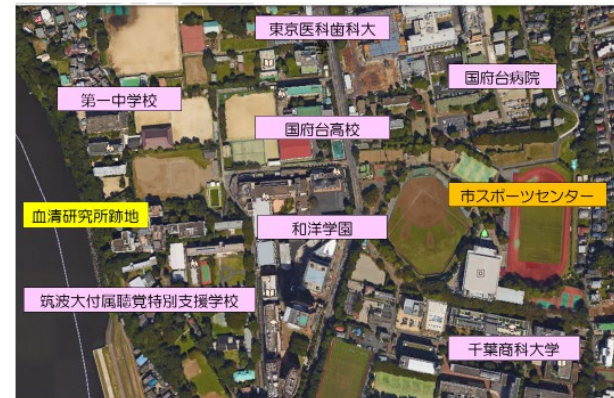 東京医科歯科大
国府台病院
第一中学校
国府台高校
市スポーツセンター
血清研究所跡地
和洋学園
筑波大付属聴覚特別支援学校
千葉商科大学